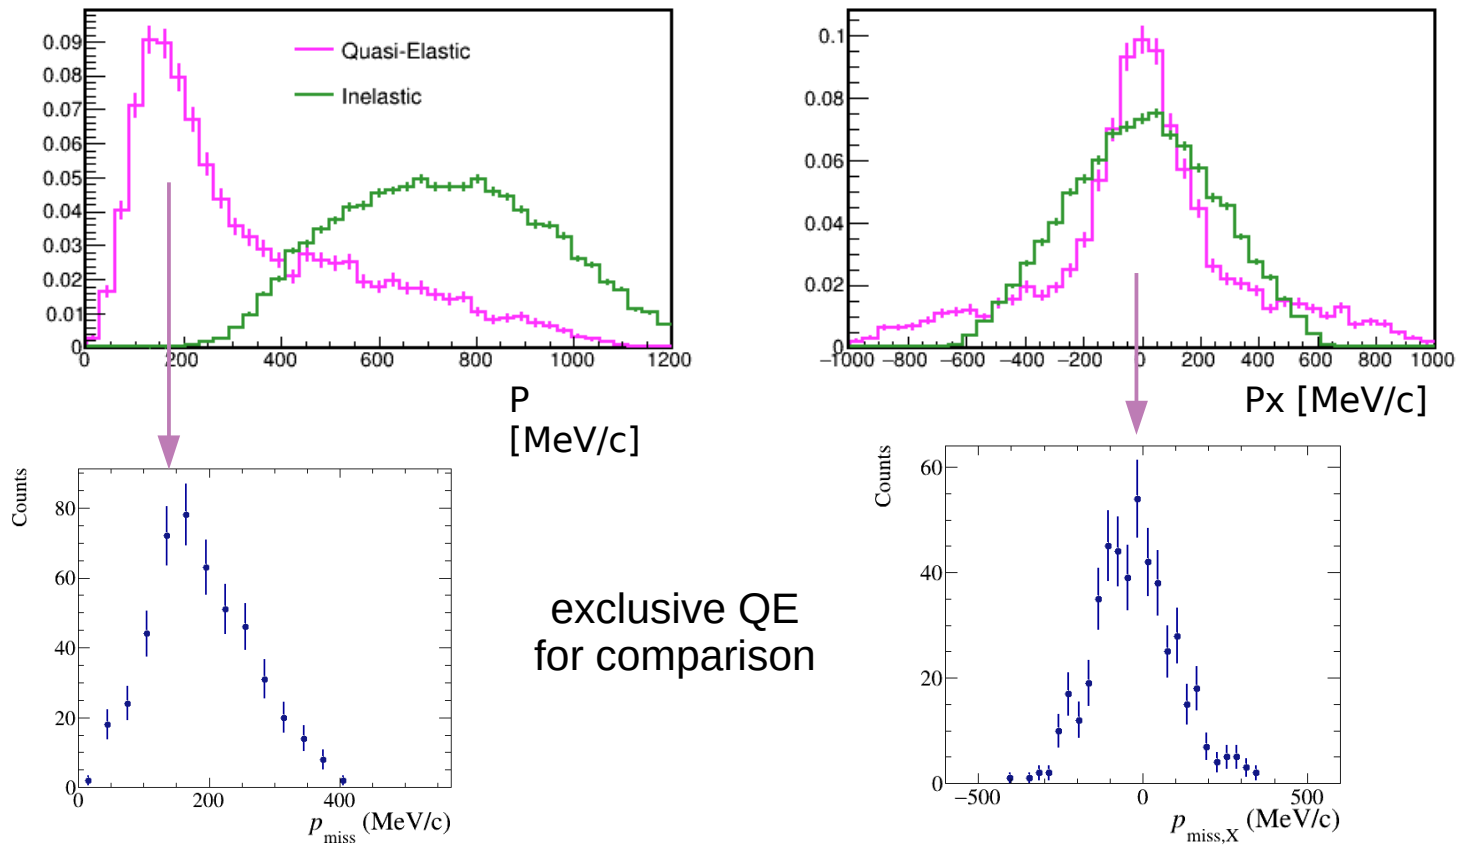 0.09
0.08
0.07
0.06
0.05
0.04
0.03
0.02
0.01
0
0 200 400 600 800 1000 1200
Quasi-Elastic
Inelastic
P
[MeV/c]
0.1
0.08
0.06
0.04
0.02
0
−1000 −800 −600 −400 −200 0 200 400 600 800 1000
Px [MeV/c]
Counts
80
60
40
20
0
0 200 400
p miss (MeV/c)
exclusive QE
for comparison
Counts
60
40
20
0
−500 0 500
p miss,X (MeV/c)